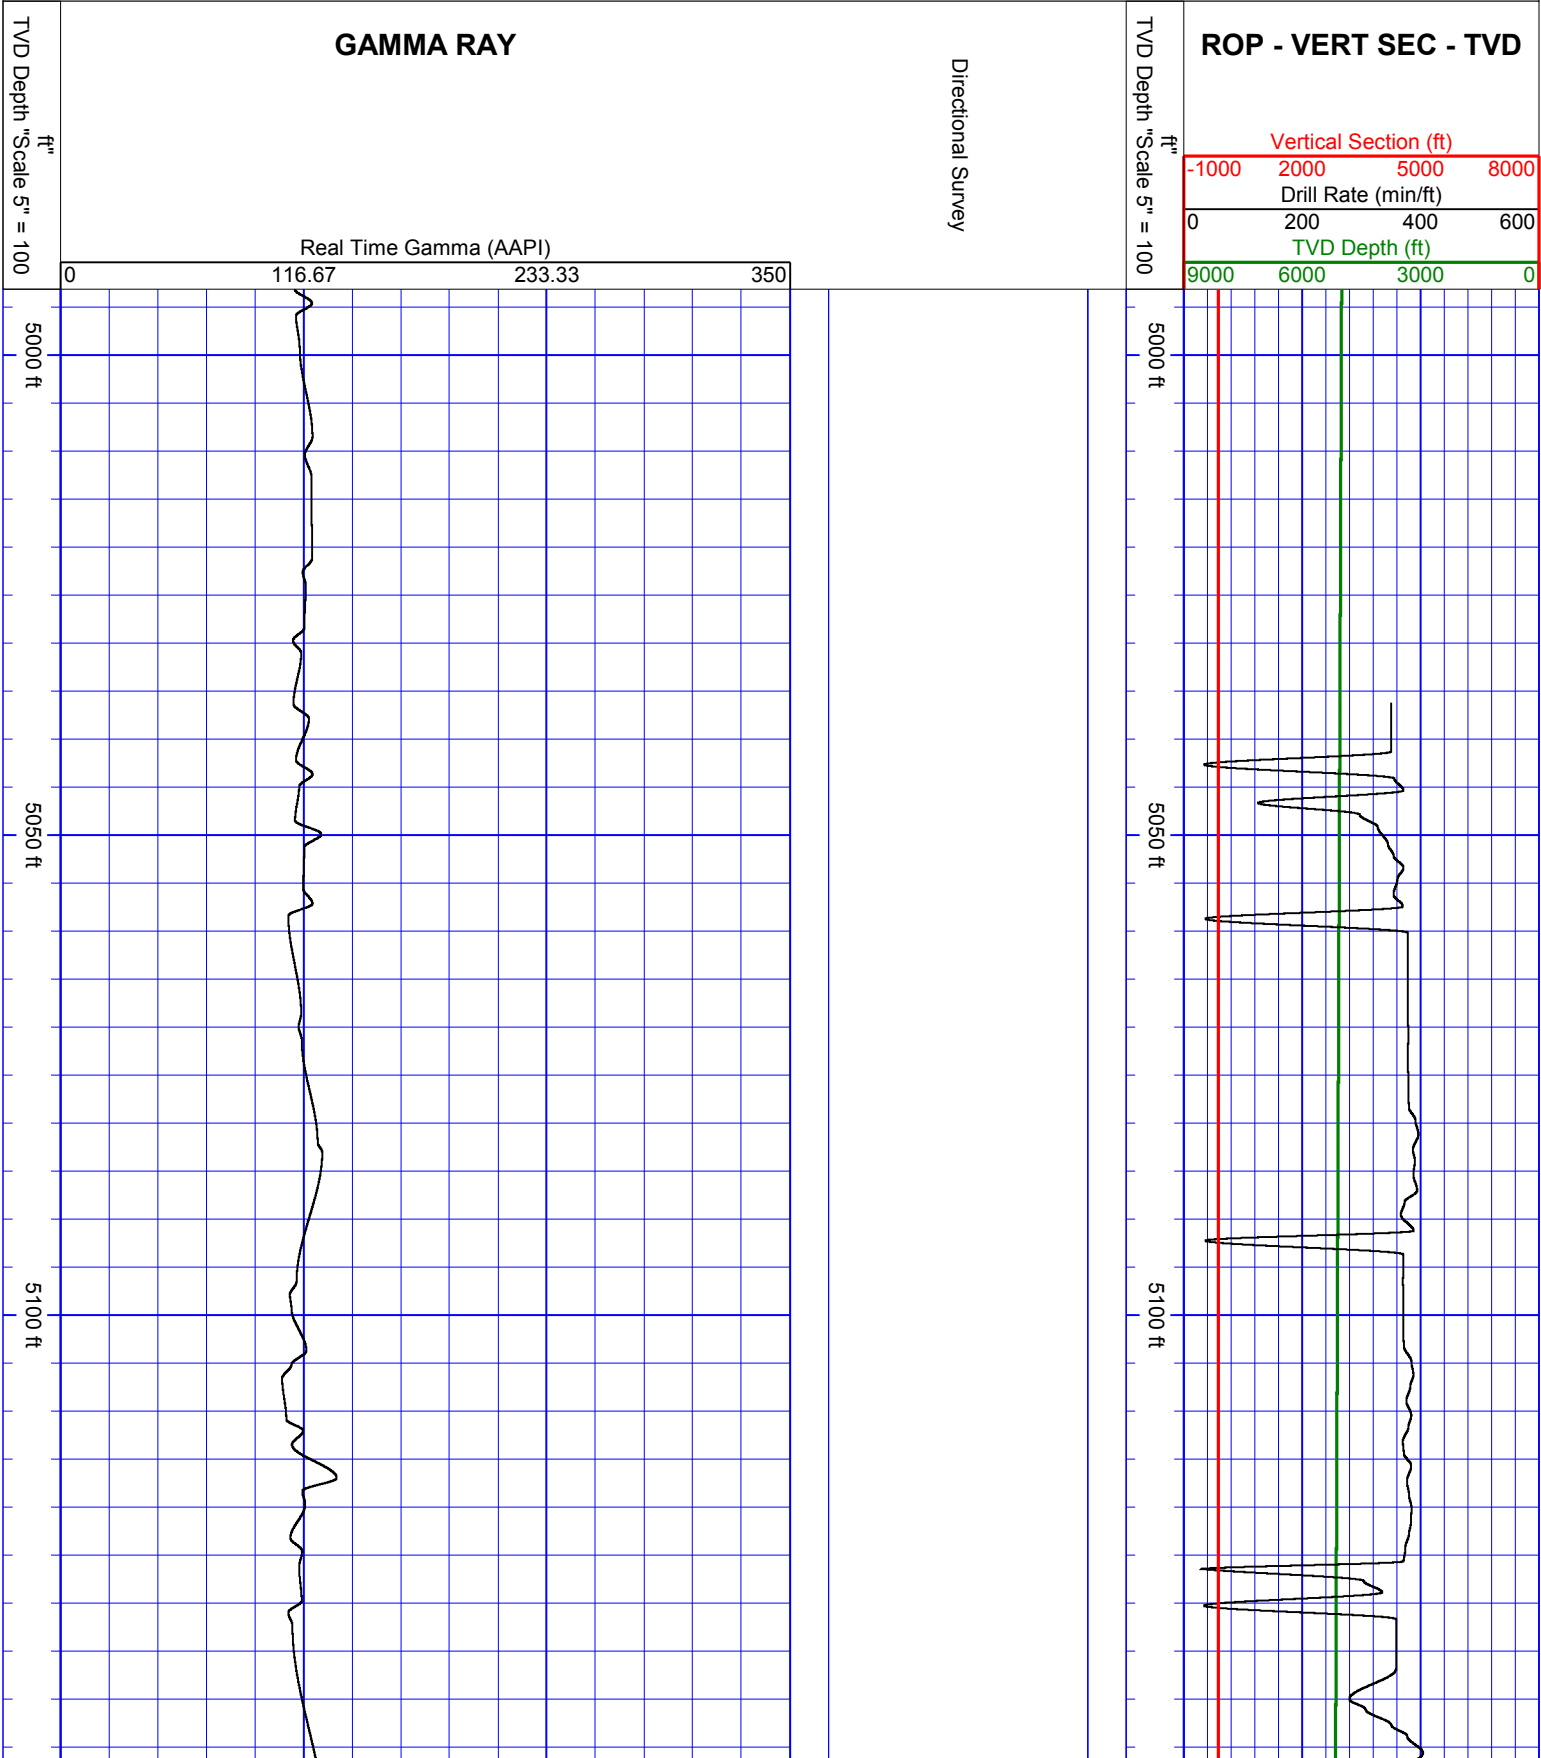 TVD Depth "Scale 5" = 100
ft"
GAMMA RAY
Real Time Gamma (AAPI)
0 116.67 233.33 350
Directional Survey
TVD Depth "Scale 5" = 100
ft"
ROP - VERT SEC - TVD
Vertical Section (ft)
-1000 2000 5000 8000
Drill Rate (min/ft)
0 200 400 600
TVD Depth (ft)
9000 6000 3000 0
5000 ft
5000 ft
5050 ft
5050 ft
5100 ft
5100 ft